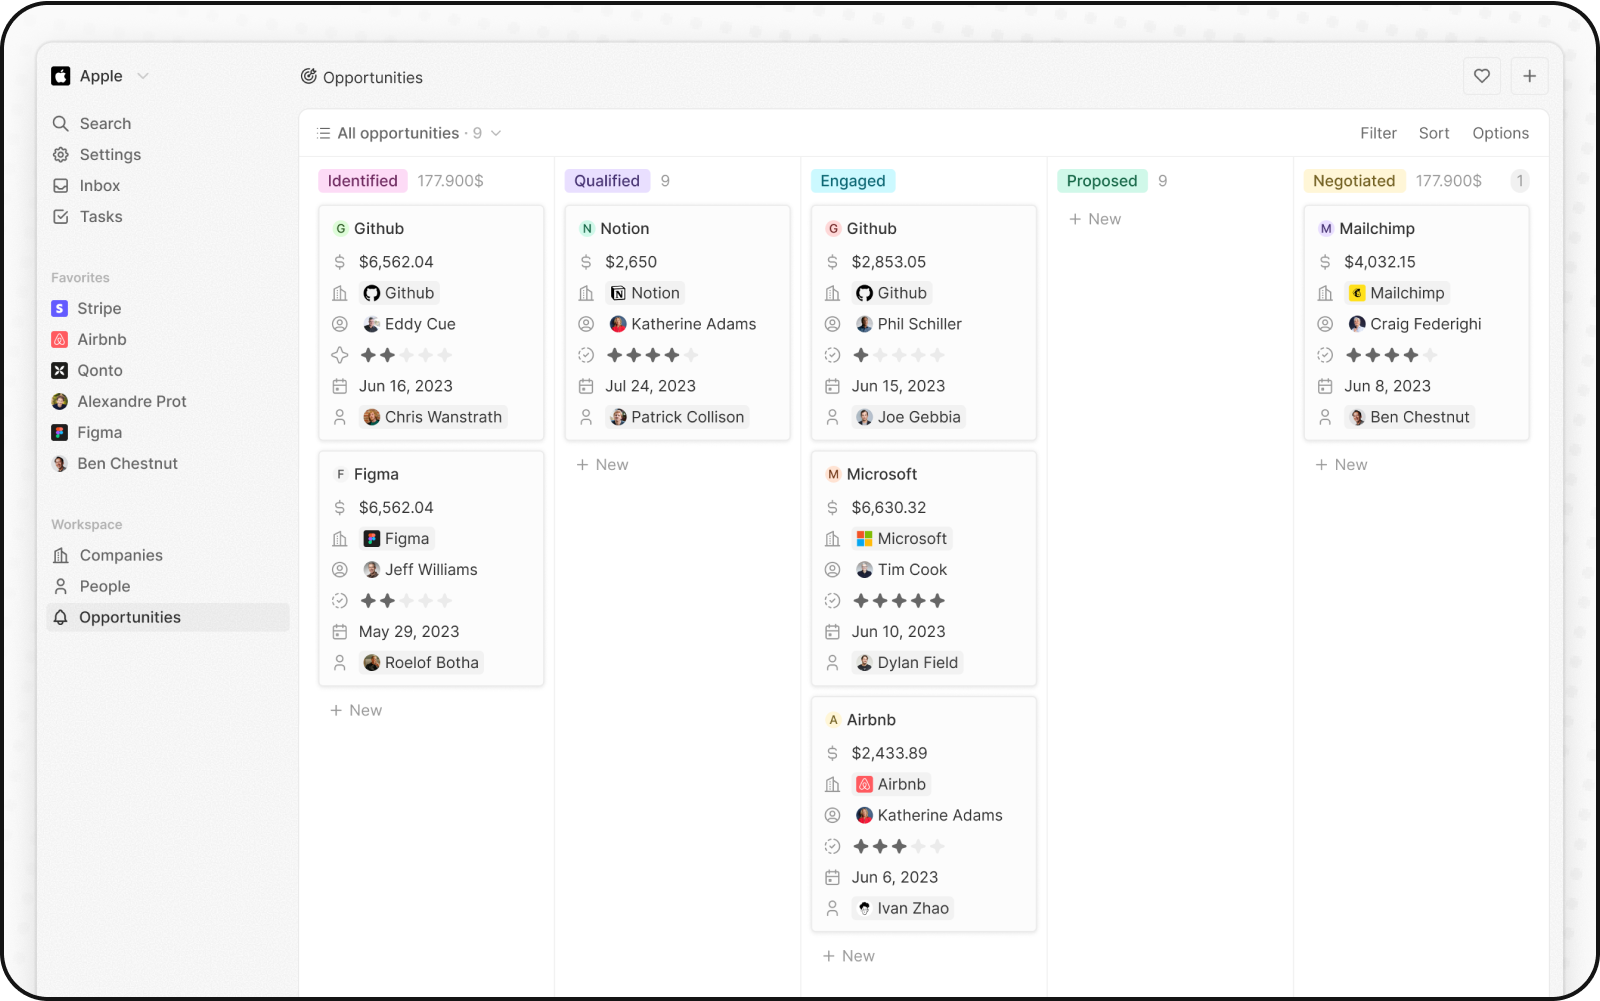 Apple
Search
Settings
Inbox
Tasks
Favorites
S Stripe
Airbnb
Qonto
Alexandre Prot
Figma
Ben Chestnut
Workspace
Companies
People
Opportunities
Opportunities
All opportunities · 9
Filter Sort Options
Identified 177.900$
G Github
$6,562.04
Github
Eddy Cue
Jun 16, 2023
Chris Wanstrath
F Figma
$6,562.04
Figma
Jeff Williams
May 29, 2023
Roelof Botha
+ New
Qualified 9
N Notion
$2,650
Notion
Katherine Adams
Jul 24, 2023
Patrick Collison
+ New
Engaged
G Github
$2,853.05
Github
Phil Schiller
Jun 15, 2023
Joe Gebbia
M Microsoft
$6,630.32
Microsoft
Tim Cook
Jun 10, 2023
Dylan Field
A Airbnb
$2,433.89
Airbnb
Katherine Adams
Jun 6, 2023
Ivan Zhao
+ New
Proposed 9
+ New
Negotiated 177.900$ 1
M Mailchimp
$4,032.15
Mailchimp
Craig Federighi
Jun 8, 2023
Ben Chestnut
+ New